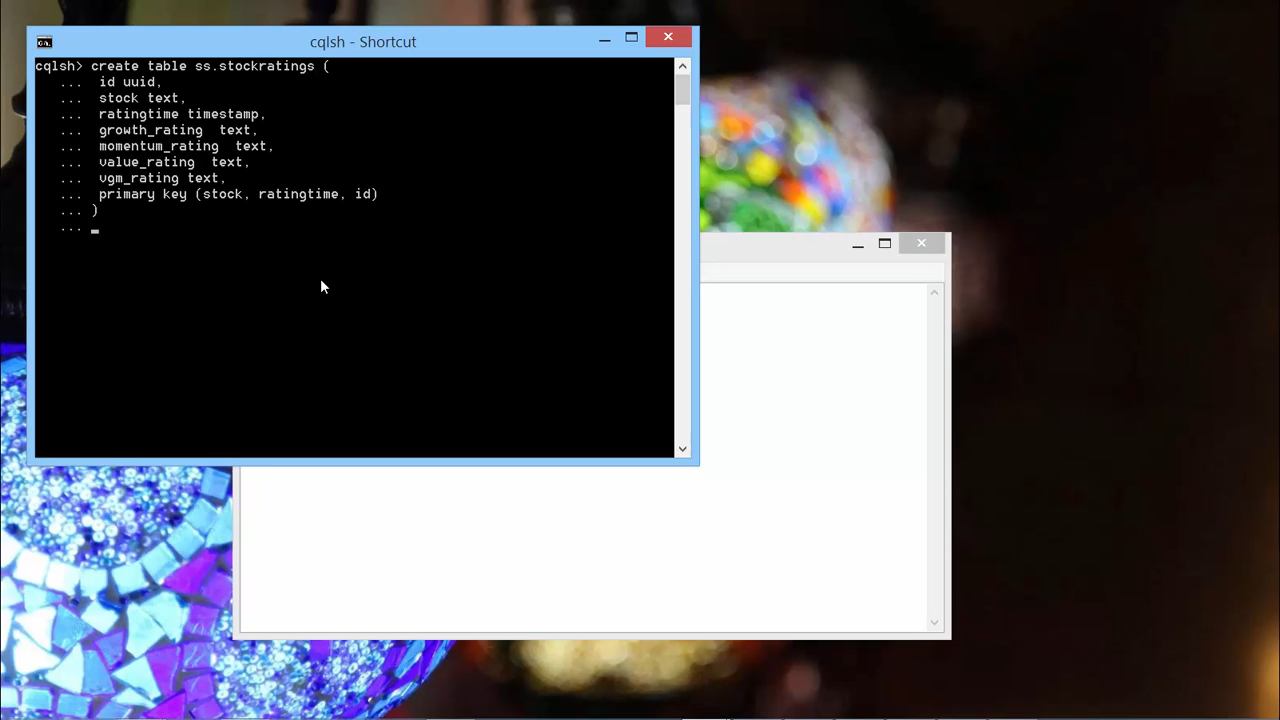 cqlsh - Shortcut
cqlsh> create table ss.stockratings (
... id uuid,
... stock text,
... ratingtime timestamp,
... growth_rating  text,
... momentum_rating  text,
... value_rating  text,
... vgm_rating text,
... primary key (stock, ratingtime, id)
... )
...